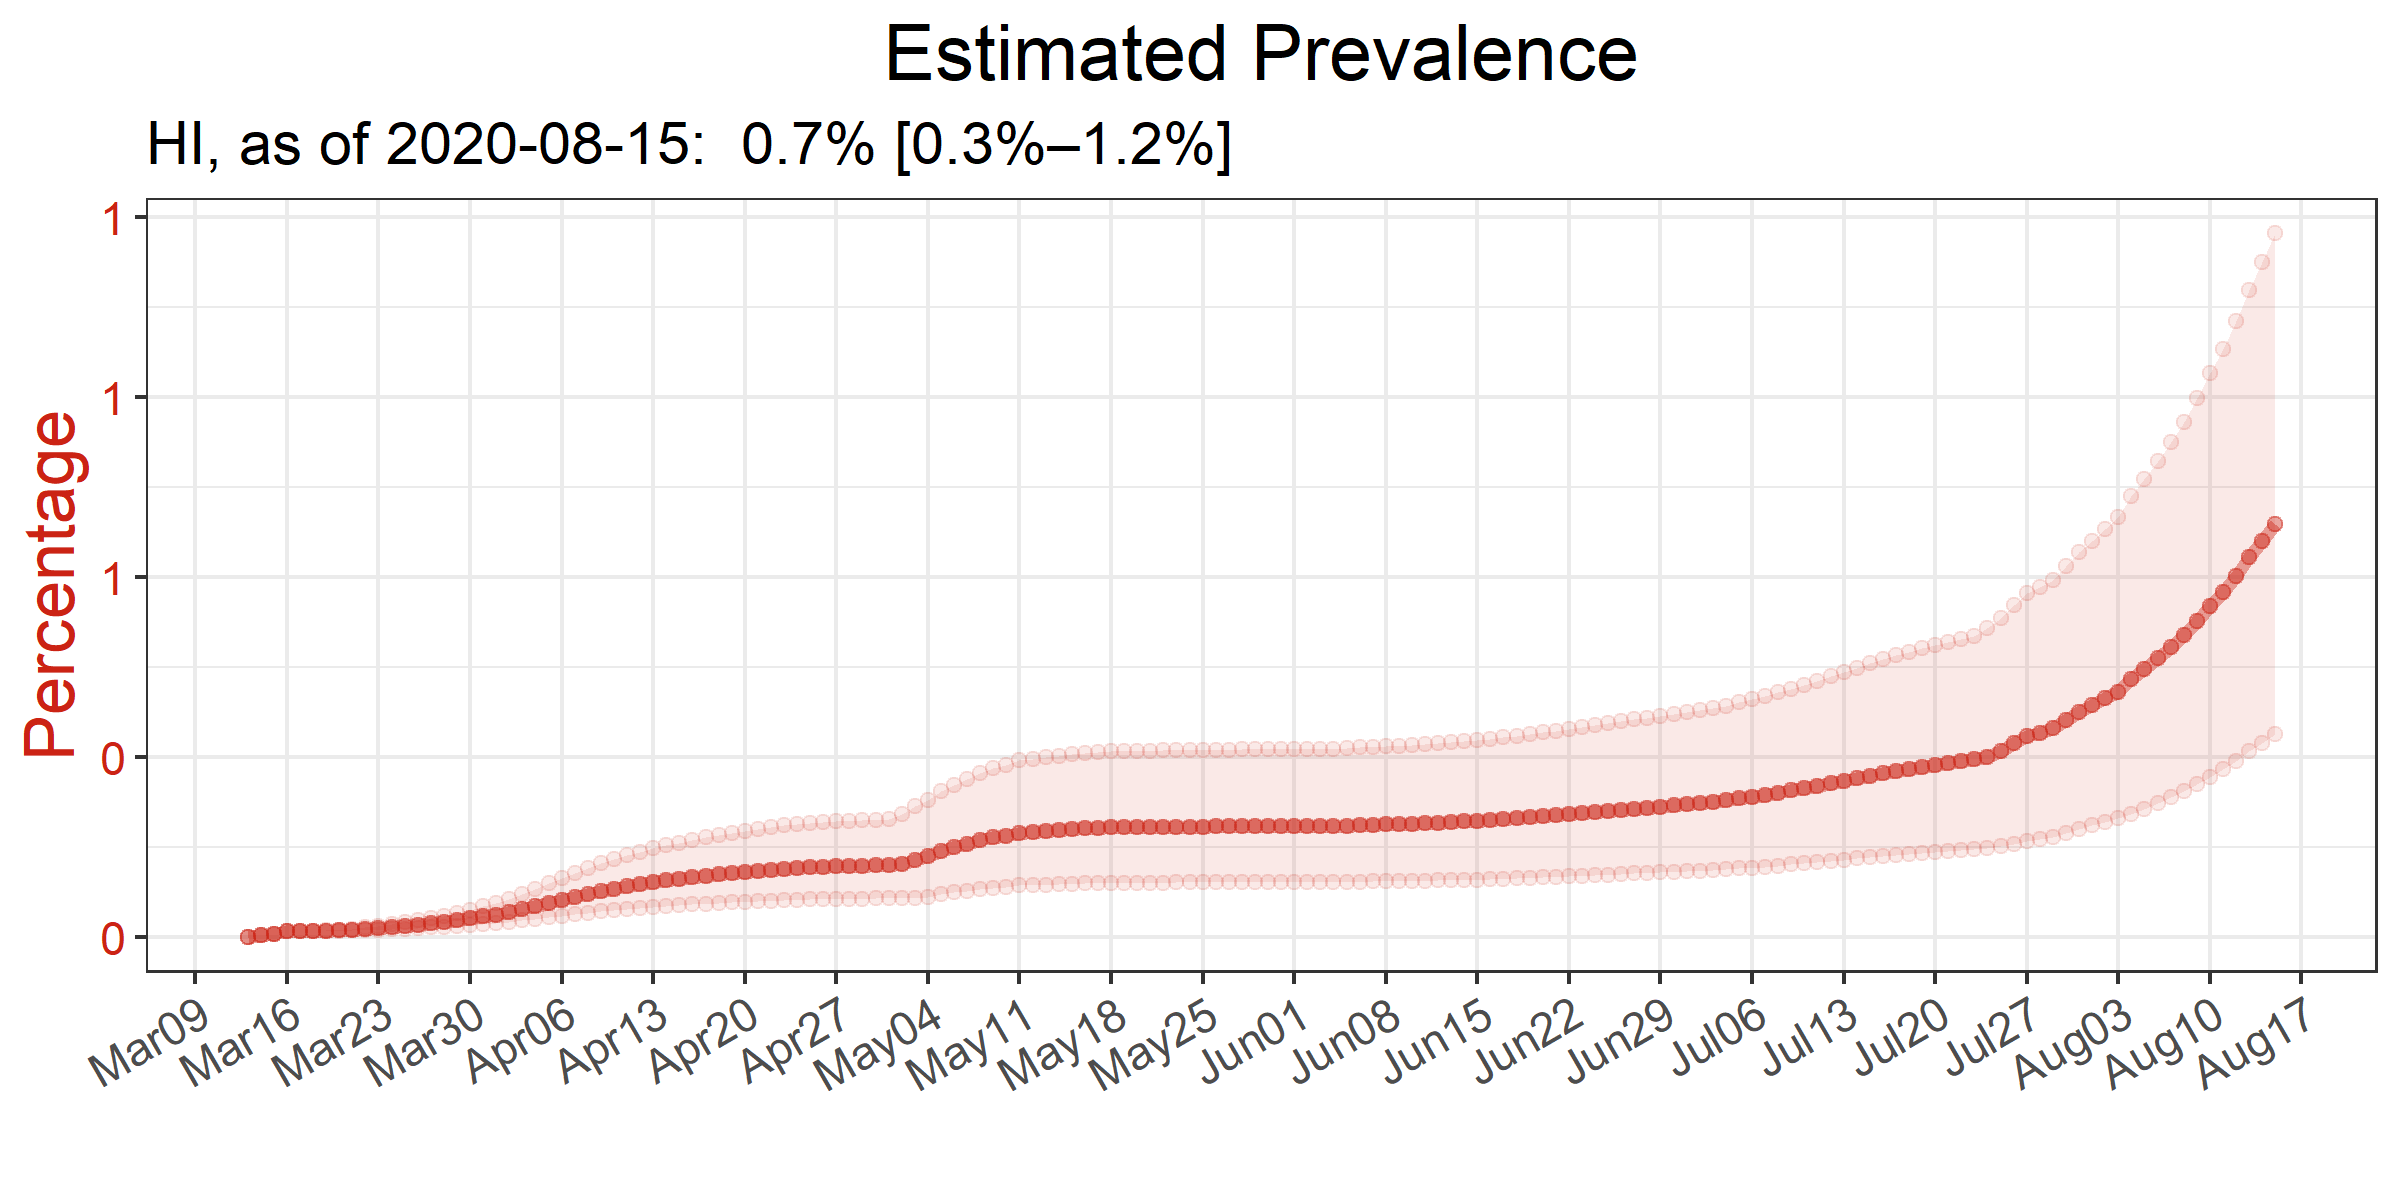 Estimated Prevalence
HI, as of 2020-08-15:  0.7% [0.3%–1.2%]
Percentage
1
1
1
0
0
Mar09
Mar16
Mar23
Mar30
Apr06
Apr13
Apr20
Apr27
May04
May11
May18
May25
Jun01
Jun08
Jun15
Jun22
Jun29
Jul06
Jul13
Jul20
Jul27
Aug03
Aug10
Aug17